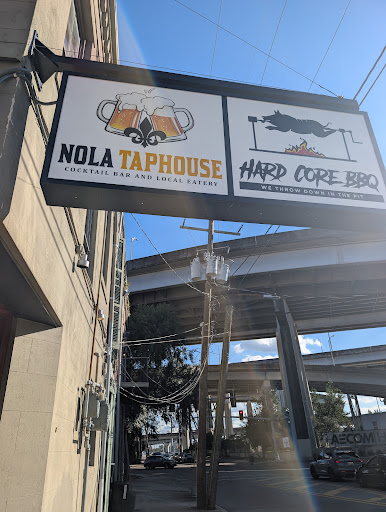 NOLA TAPHOUSE
COCKTAIL BAR AND LOCAL EATERY
HARD CORE BBQ
WE THROW DOWN IN THE PIT
AECOM